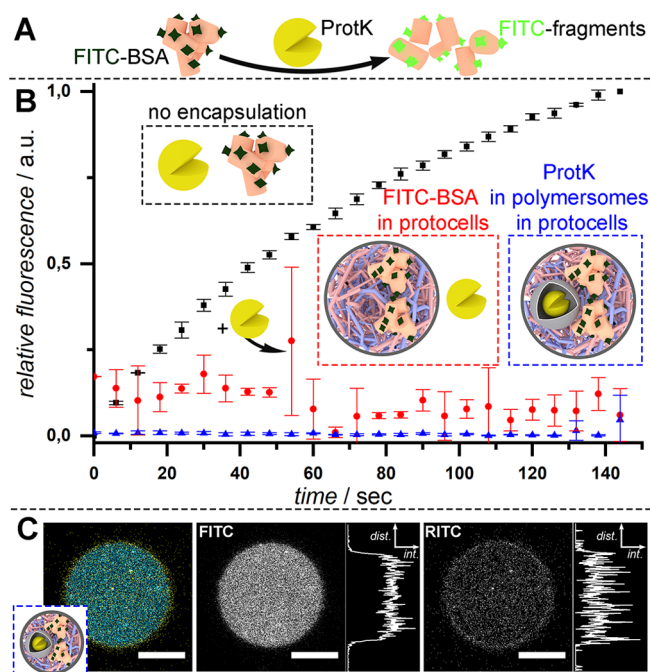 A
FITC-BSA
ProtK
FITC-fragments
B
relative fluorescence / a.u.
1,0
0,5
0,0
no encapsulation
FITC-BSA
in protocells
ProtK
in polymersomes
in protocells
+
0
20
40
60
80
100
120
140
time / sec
C
FITC
dist.
int.
RITC
dist.
int.